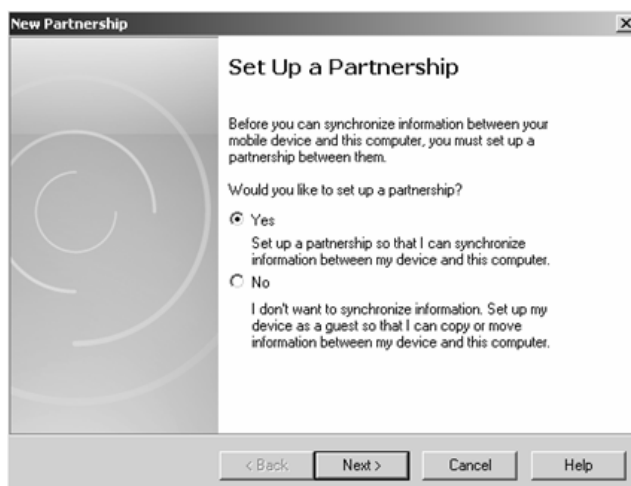 New Partnership
Set Up a Partnership
Before you can synchronize information between your
mobile device and this computer, you must set up a
partnership between them.
Would you like to set up a partnership?
Yes
Set up a partnership so that I can synchronize
information between my device and this computer.
No
I don't want to synchronize information. Set up my
device as a guest so that I can copy or move
information between my device and this computer.
< Back Next > Cancel Help